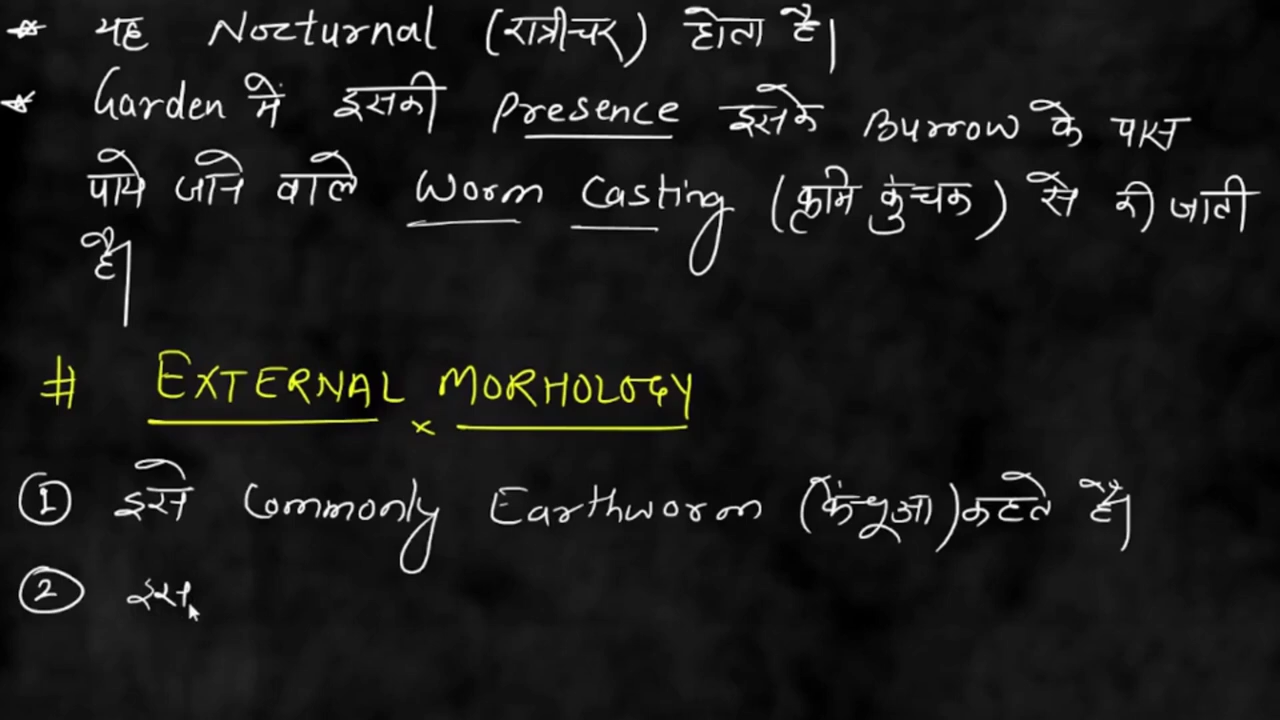 * यह Nocturnal (रात्रीचर) होता है।
* Garden में इसकी Presence इसके Burrow के पास
पाये जाने वाले Worm Casting (कृमि कुंचक) से की जाती
है।
# EXTERNAL MORHOLOGY
① इसे Commonly Earthworm (केंचुआ) कहते हैं।
② इस